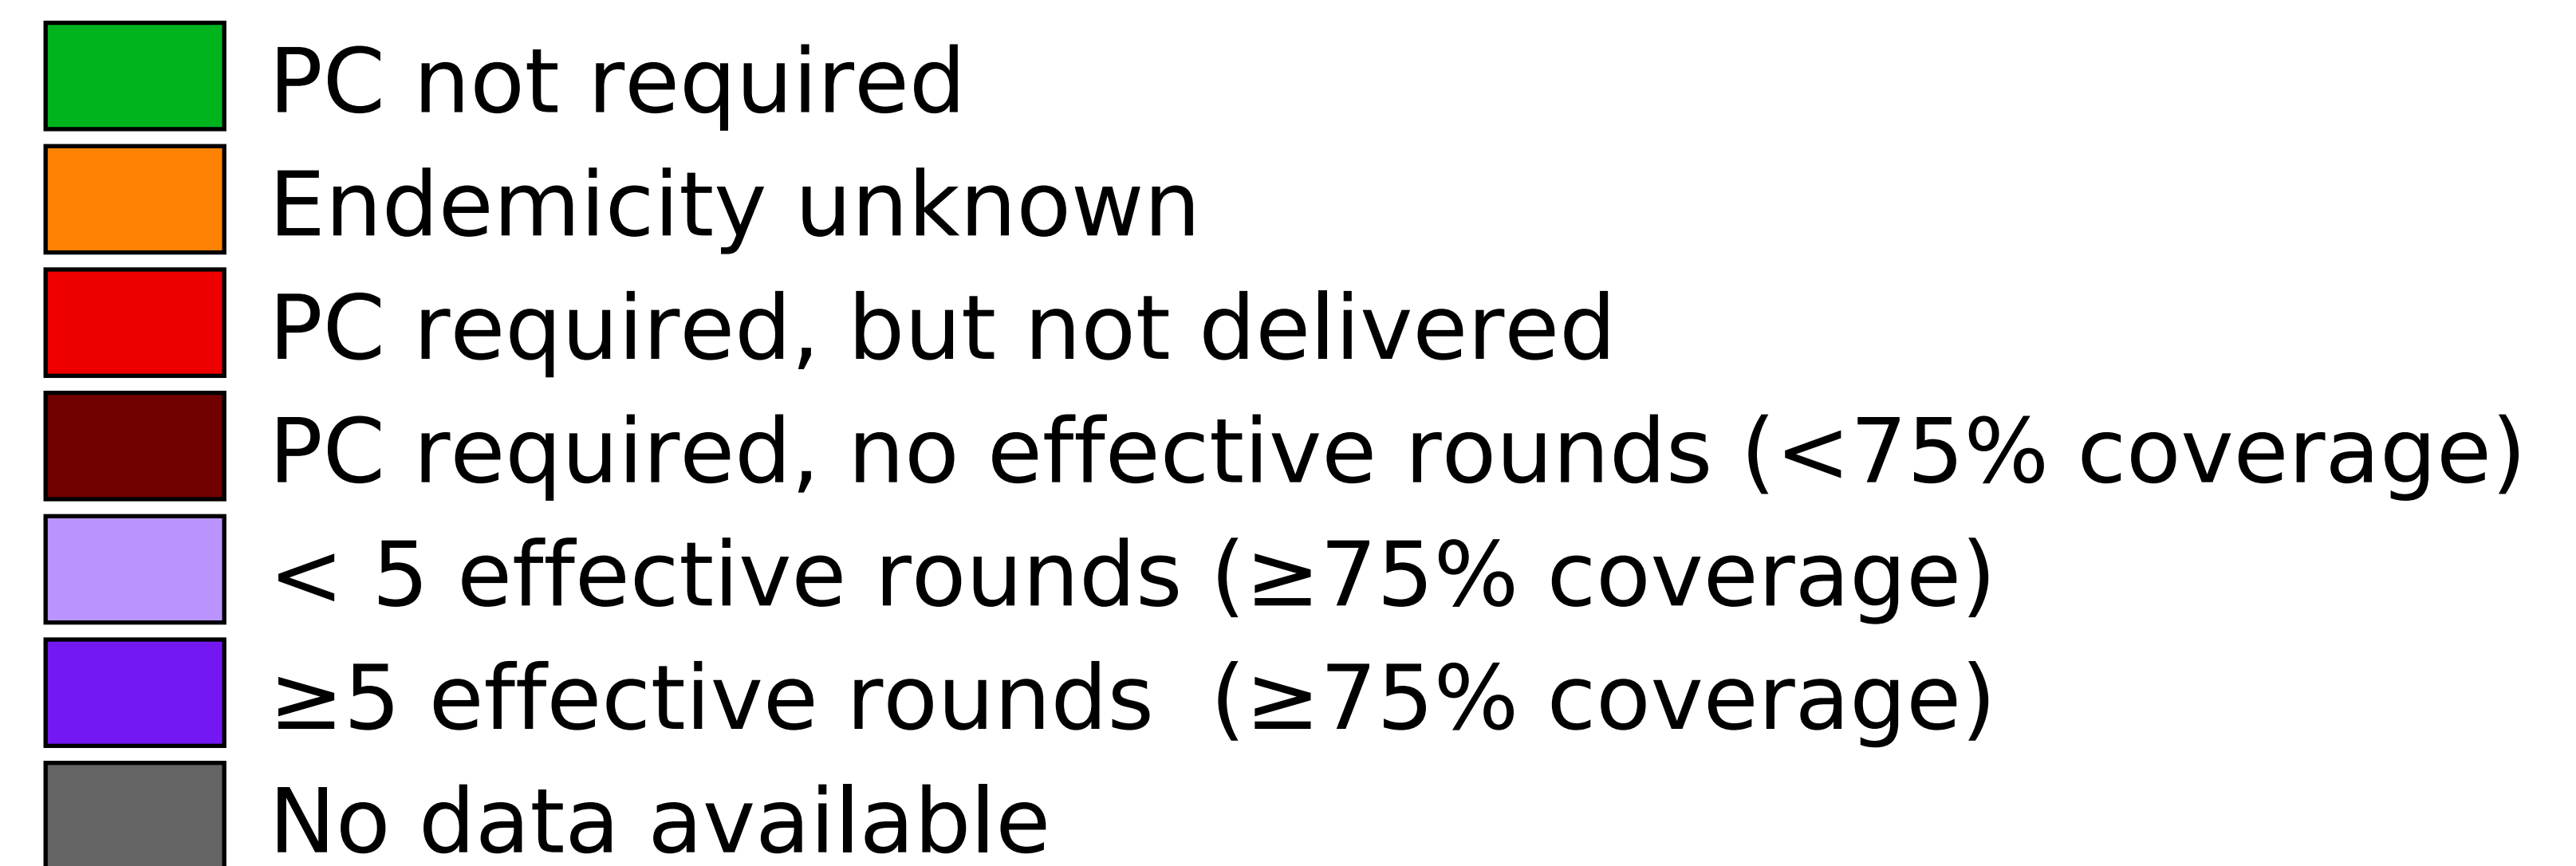 PC not required
Endemicity unknown
PC required, but not delivered
PC required, no effective rounds (<75% coverage)
< 5 effective rounds (≥75% coverage)
≥5 effective rounds  (≥75% coverage)
No data available